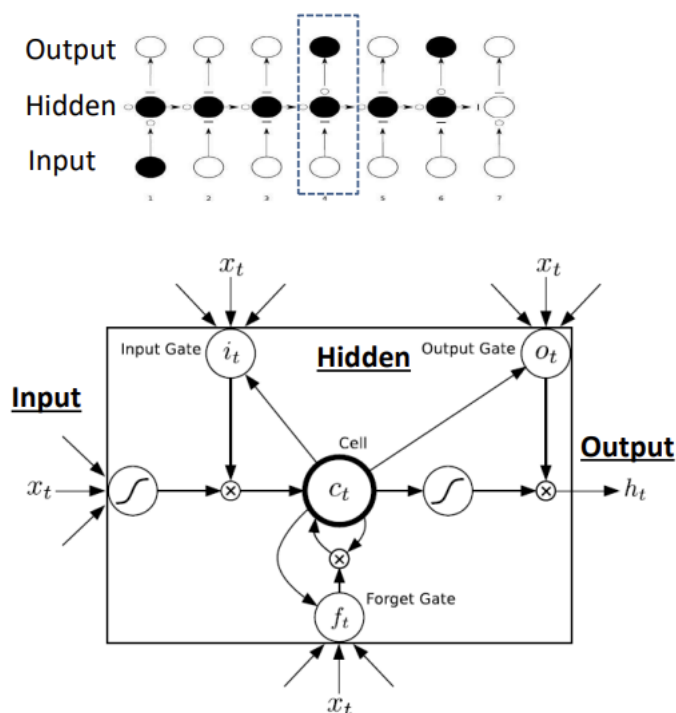 Output
Hidden
Input
1 2 3 4 5 6 7
x_t x_t
Input Gate i_t Hidden Output Gate o_t
Input
Cell
Output
x_t c_t h_t
Forget Gate
f_t
x_t